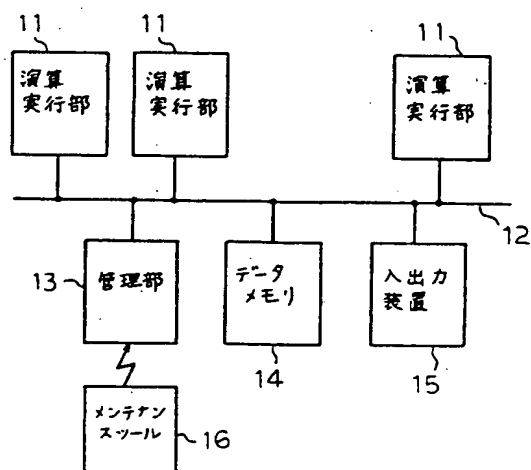 11
11
11
演算
実行部
演算
実行部
演算
実行部
12
13
管理部
データ
メモリ
入出力
装置
14
15
メンテナン
スツール
16